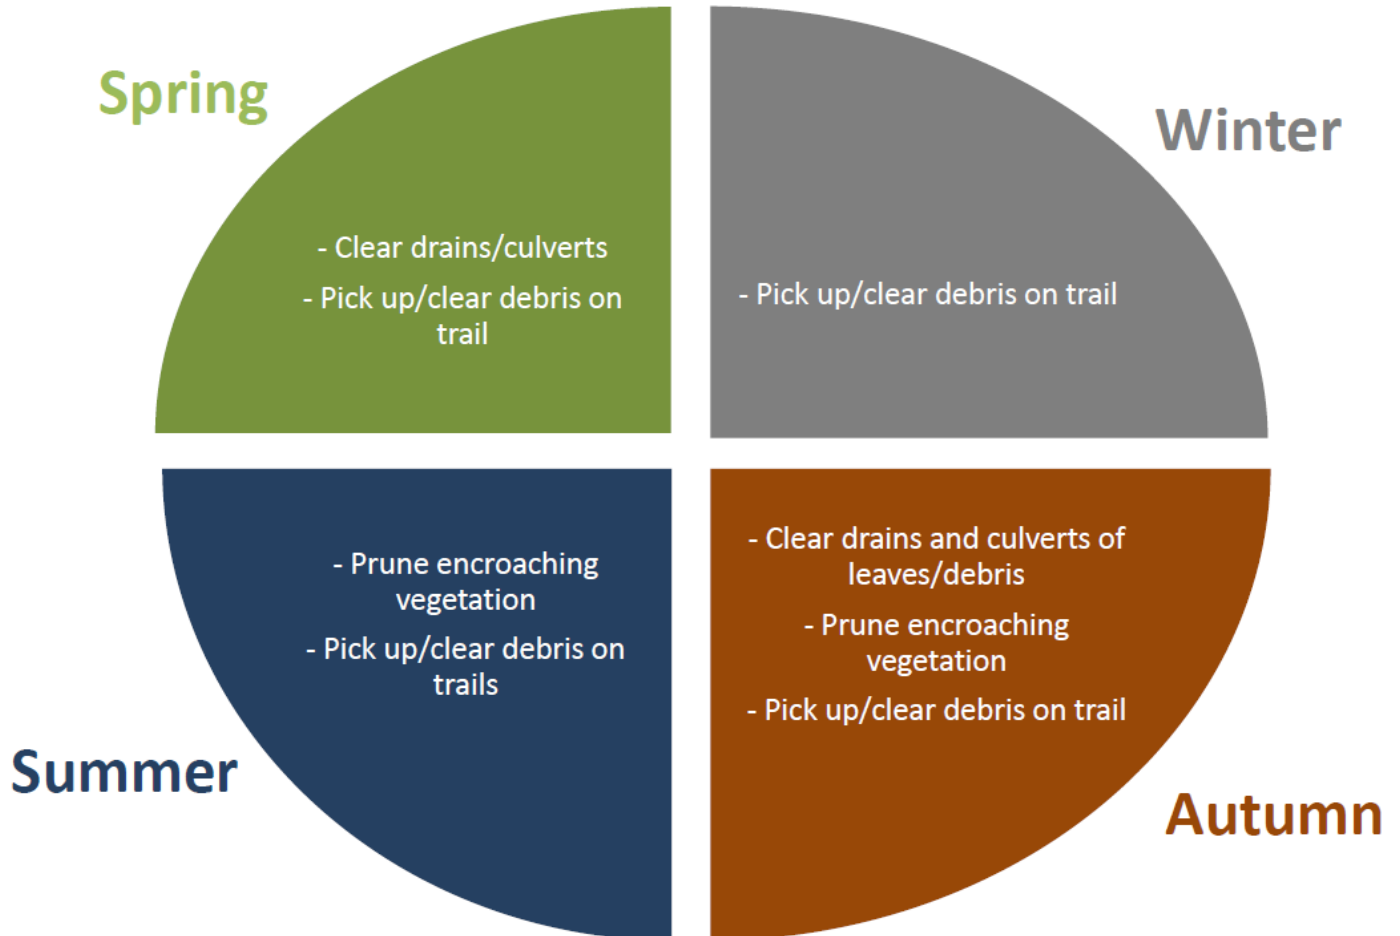 Spring
- Clear drains/culverts
- Pick up/clear debris on
trail
Winter
- Pick up/clear debris on trail
Summer
- Prune encroaching
vegetation
- Pick up/clear debris on
trails
Autumn
- Clear drains and culverts of
leaves/debris
- Prune encroaching
vegetation
- Pick up/clear debris on trail